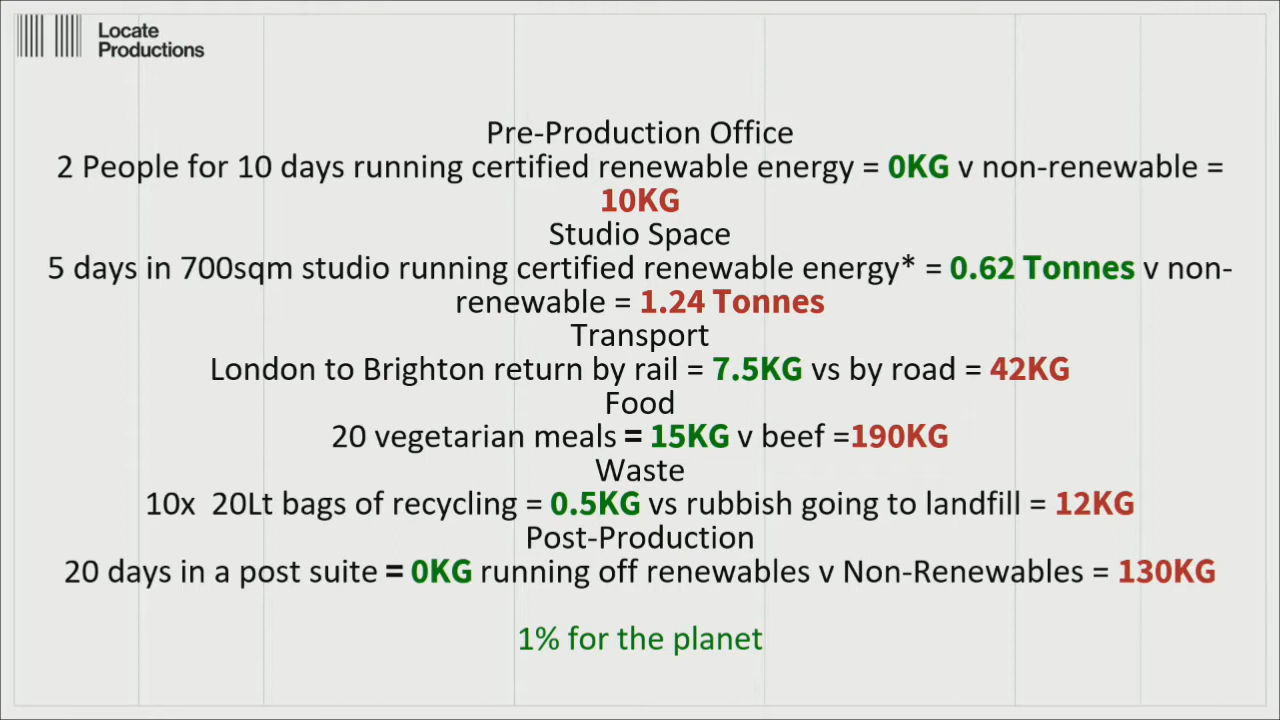 Locate
Productions
Pre-Production Office
2 People for 10 days running certified renewable energy = 0KG v non-renewable =
10KG
Studio Space
5 days in 700sqm studio running certified renewable energy* = 0.62 Tonnes v non-
renewable = 1.24 Tonnes
Transport
London to Brighton return by rail = 7.5KG vs by road = 42KG
Food
20 vegetarian meals = 15KG v beef =190KG
Waste
10x  20Lt bags of recycling = 0.5KG vs rubbish going to landfill = 12KG
Post-Production
20 days in a post suite = 0KG running off renewables v Non-Renewables = 130KG
1% for the planet